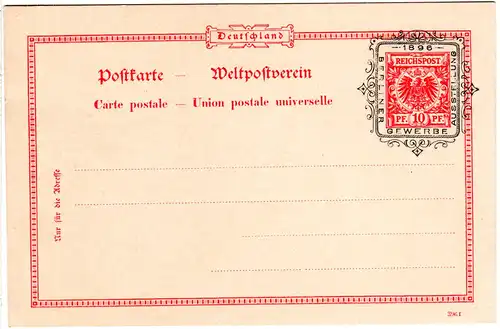 Deutschland
Postkarte — Weltpostverein
Carte postale — Union postale universelle
1896
BERLINER
GEWERBE
AUSSTELLUNG
REICHSPOST
PF. 10 PF.
Nur für die Adresse